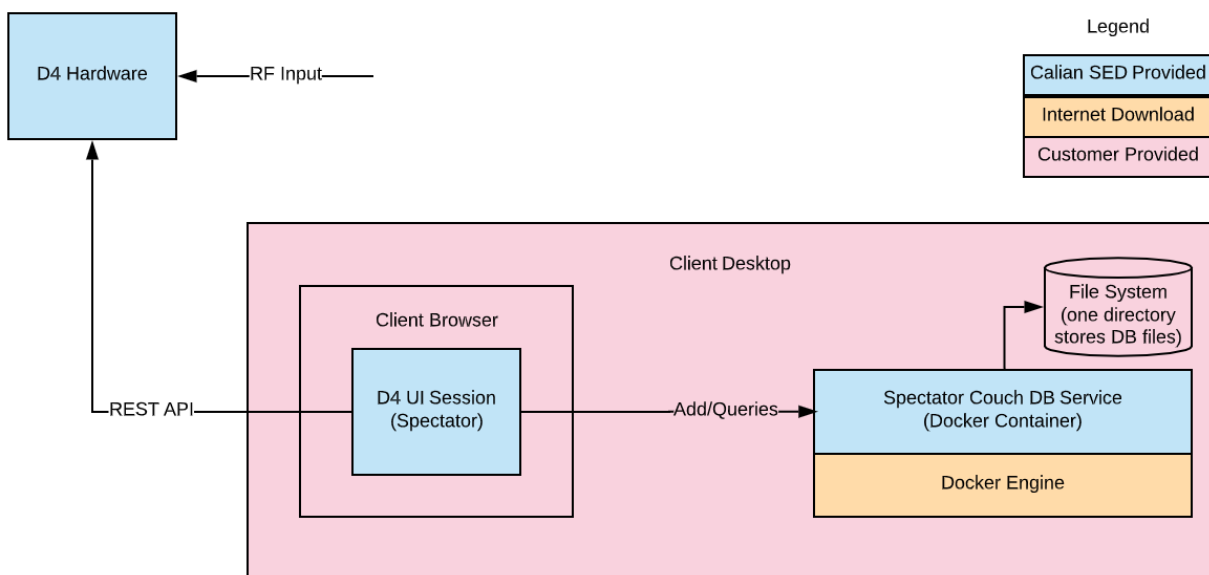 Legend
D4 Hardware
RF Input
Calian SED Provided
Internet Download
Customer Provided
Client Desktop
File System
(one directory
stores DB files)
Client Browser
D4 UI Session
(Spectator)
REST API
Add/Queries
Spectator Couch DB Service
(Docker Container)
Docker Engine